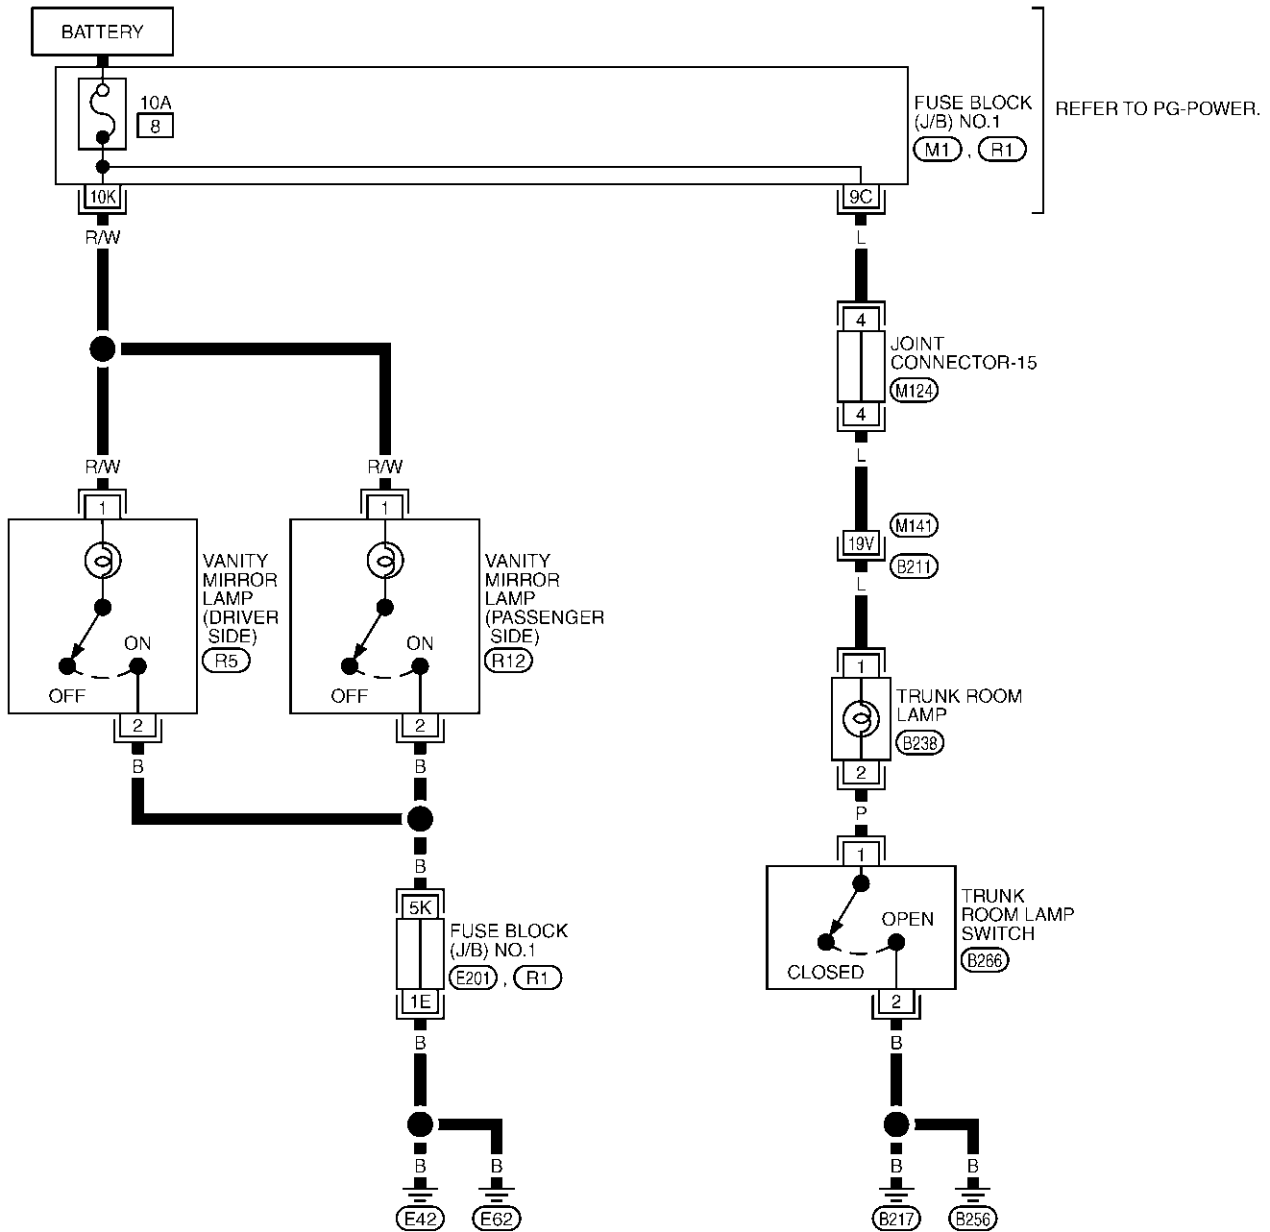 BATTERY
10A
8
FUSE BLOCK
(J/B) NO.1
M1 , R1
REFER TO PG-POWER.
10K
9C
R/W
L
4
JOINT
CONNECTOR-15
M124
4
R/W
R/W
L
1
1
M141
19V
B211
VANITY
MIRROR
LAMP
(DRIVER
SIDE)
R5
ON
OFF
VANITY
MIRROR
LAMP
(PASSENGER
SIDE)
R12
ON
OFF
L
1
TRUNK ROOM
LAMP
B238
2
2
2
B
B
P
1
B
5K
FUSE BLOCK
(J/B) NO.1
E201 , R1
1E
TRUNK
ROOM LAMP
SWITCH
B266
OPEN
CLOSED
2
B
B
B
B
B
B
E42
E62
B217
B256